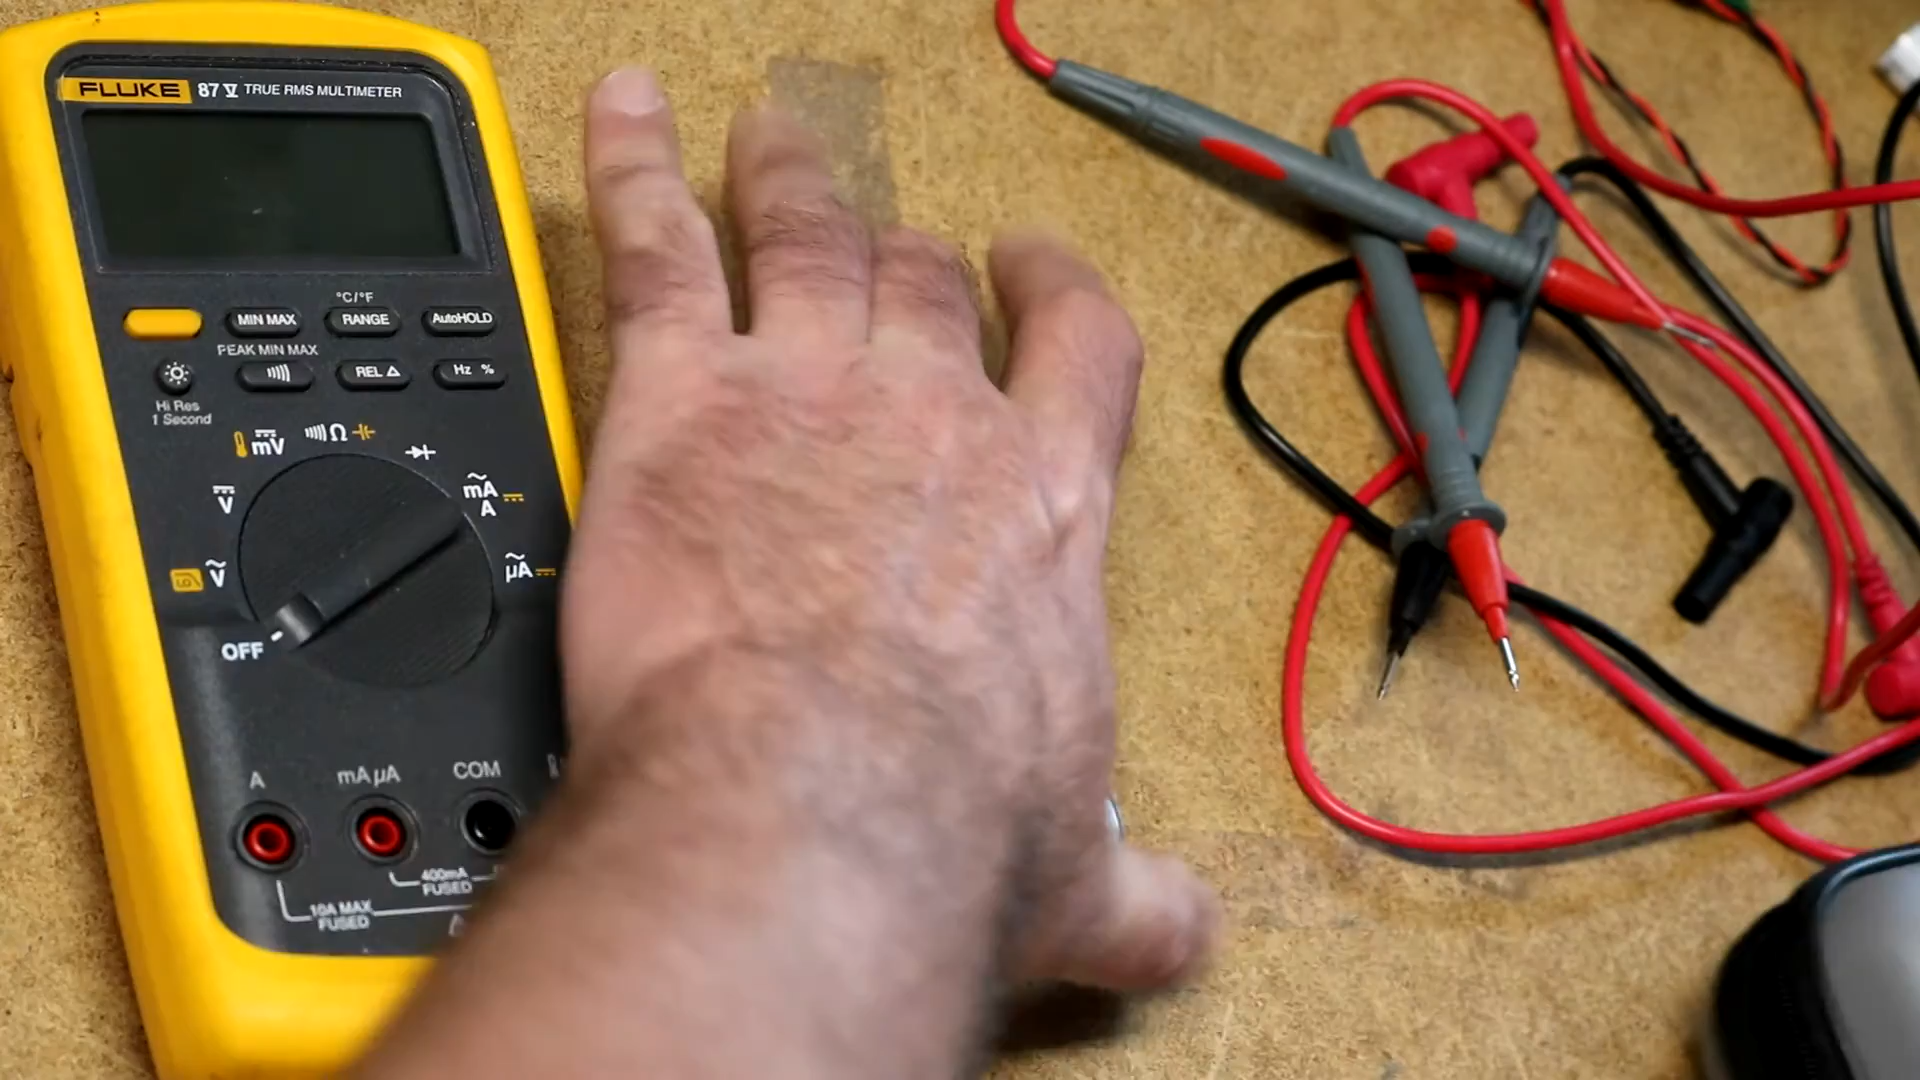 FLUKE 87 V TRUE RMS MULTIMETER
°C/°F
MIN MAX RANGE AutoHOLD
PEAK MIN MAX
REL Δ Hz %
Hi Res
1 Second
mV Ω
V mA
A
V µA
OFF
A mA µA COM
400mA
FUSED
10A MAX
FUSED